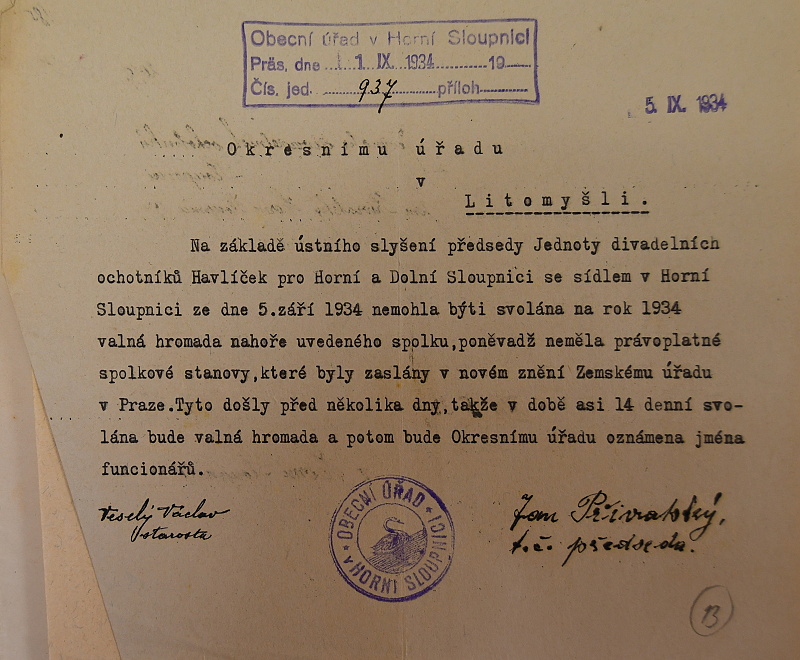 Obecní úřad v Horní Sloupnici
Präs. dne 1 IX. 1934 19
Čís. jed. 937 příloh
5. IX. 1934
Okresnímu úřadu
v
Litomyšli.
Na základě ústního slyšení předsedy Jednoty divadelních
ochotníků Havlíček pro Horní a Dolní Sloupnici se sídlem v Horní
Sloupnici ze dne 5.září 1934 nemohla býti svolána na rok 1934
valná hromada nahoře uvedeného spolku,poněvadž neměla právoplatné
spolkové stanovy,které byly zaslány v novém znění Zemskému úřadu
v Praze.Tyto došly před několika dny,takže v době asi 14 denní svo-
lána bude valná hromada a potom bude Okresnímu úřadu oznámena jména
funcionářů.
Veselý Václav
starosta
OBECNÍ ÚŘAD
v HORNÍ SLOUPNICI
Jan Přívratský,
t.č. předseda.
13